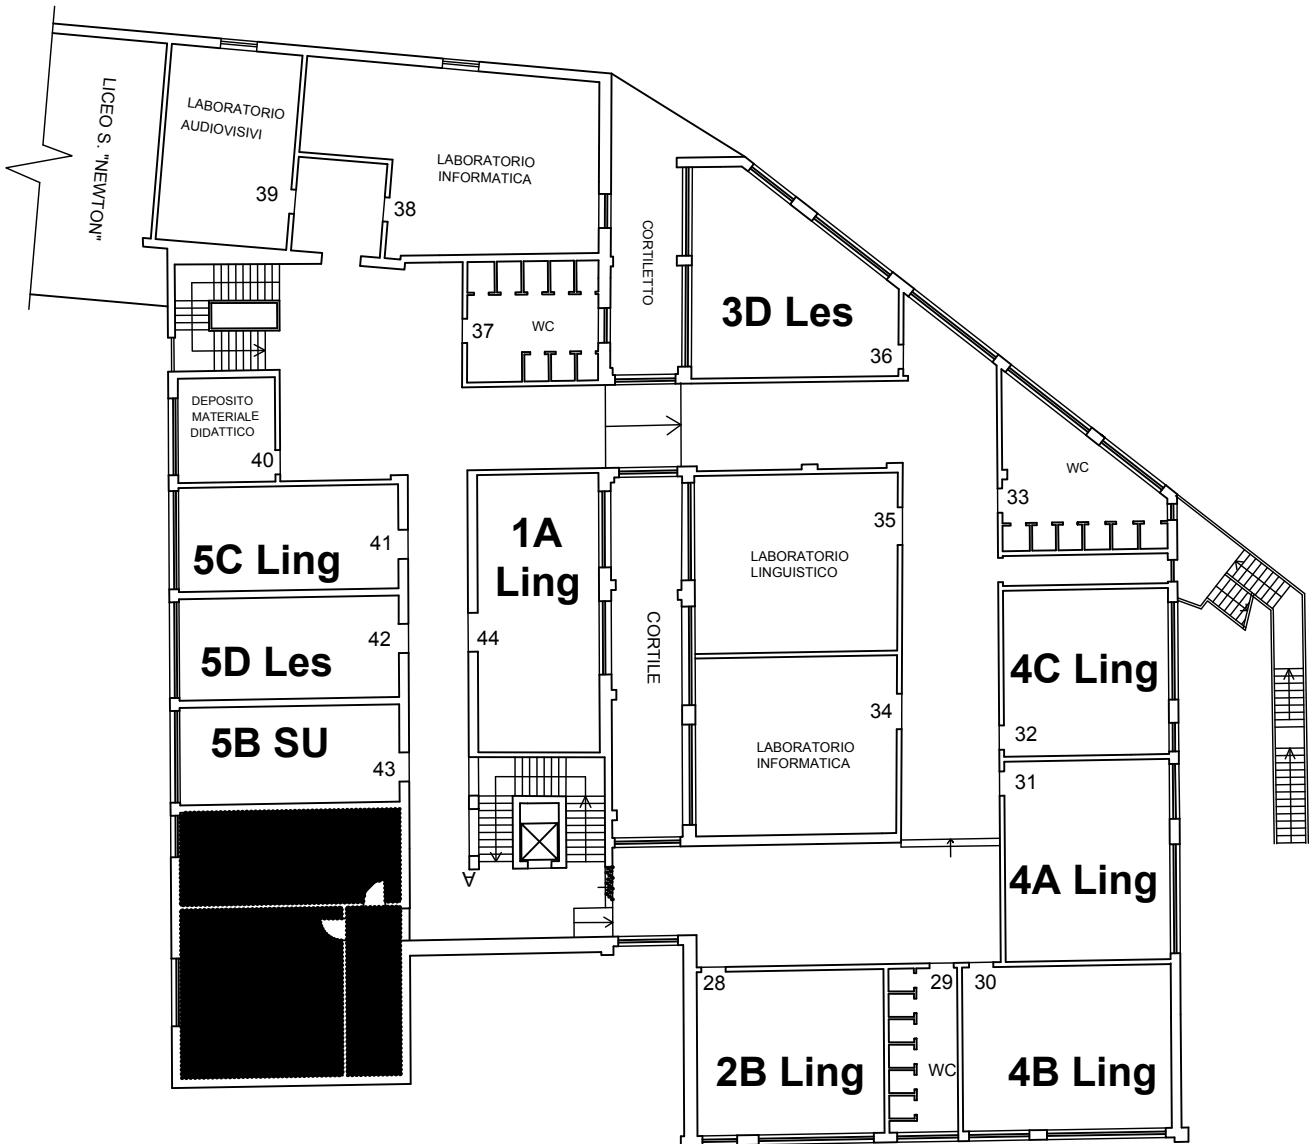 LICEO S. "NEWTON"
LABORATORIO
AUDIOVISIVI
39
LABORATORIO
INFORMATICA
38
CORTILETTO
3D Les
36
37
WC
DEPOSITO
MATERIALE
DIDATTICO
40
WC
33
5C Ling
41
1A
Ling
44
35
LABORATORIO
LINGUISTICO
5D Les
42
CORTILE
4C Ling
32
5B SU
43
34
LABORATORIO
INFORMATICA
31
4A Ling
A
28
2B Ling
29
WC
30
4B Ling